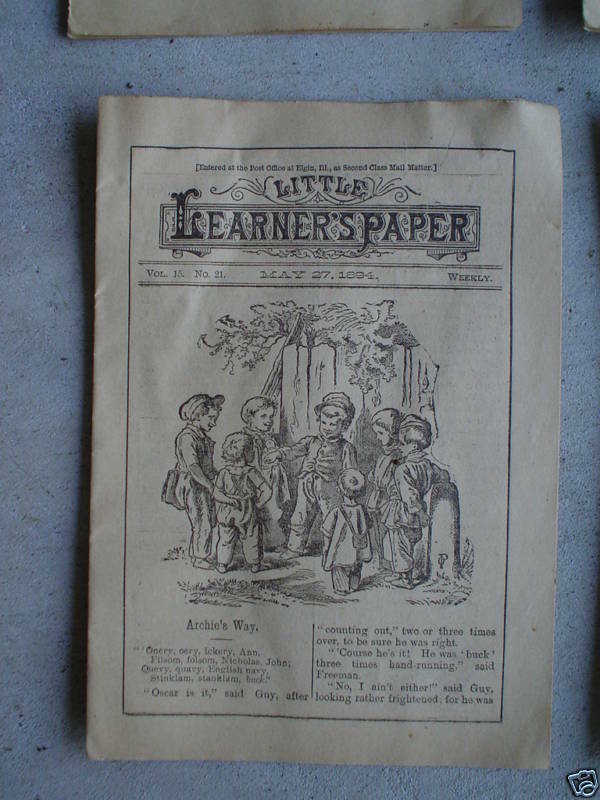 [Entered at the Post Office at Elgin, Ill., as Second Class Mail Matter.]
LITTLE
LEARNER'S PAPER
VOL. 15. No. 21.
MAY 27, 1894.
WEEKLY.
Archie's Way.
"'Onery, oery, ickery, Ann,
Filsom, folsom, Nicholas, John;
Quevy, quavy, English navy,
Stinklam, stanklam, buck!'
"Oscar is it," said Guy, after
"counting out," two or three times
over, to be sure he was right.
"'Course he's it! He was 'buck'
three times hand-running." said
Freeman.
"No, I ain't either!" said Guy,
looking rather frightened; for he was